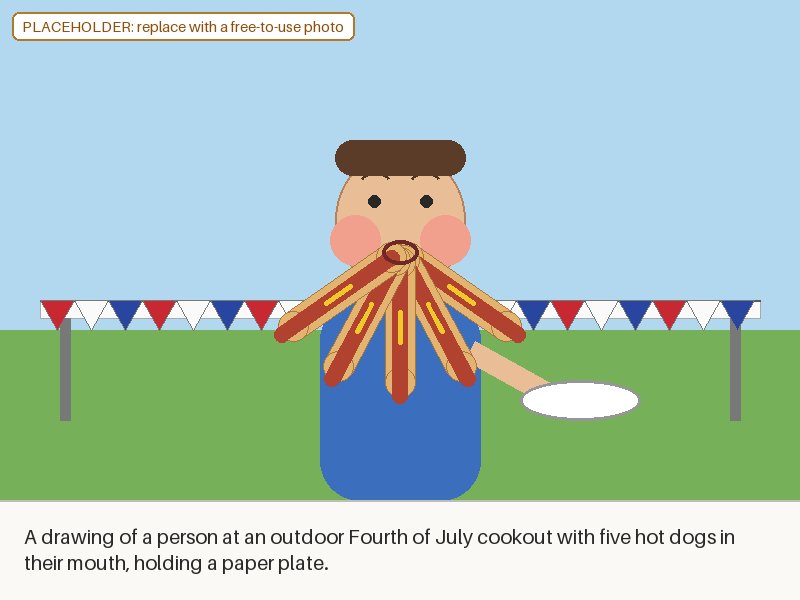 PLACEHOLDER: replace with a free-to-use photo
A drawing of a person at an outdoor Fourth of July cookout with five hot dogs in
their mouth, holding a paper plate.